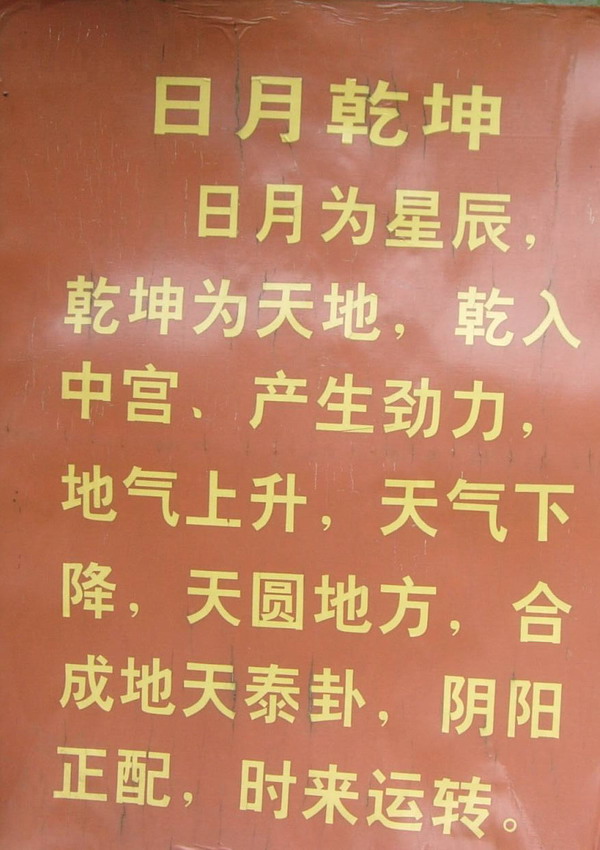 日月乾坤
日月为星辰，
乾坤为天地，乾入
中宫、产生劲力，
地气上升，天气下
降，天圆地方，合
成地天泰卦，阴阳
正配，时来运转。